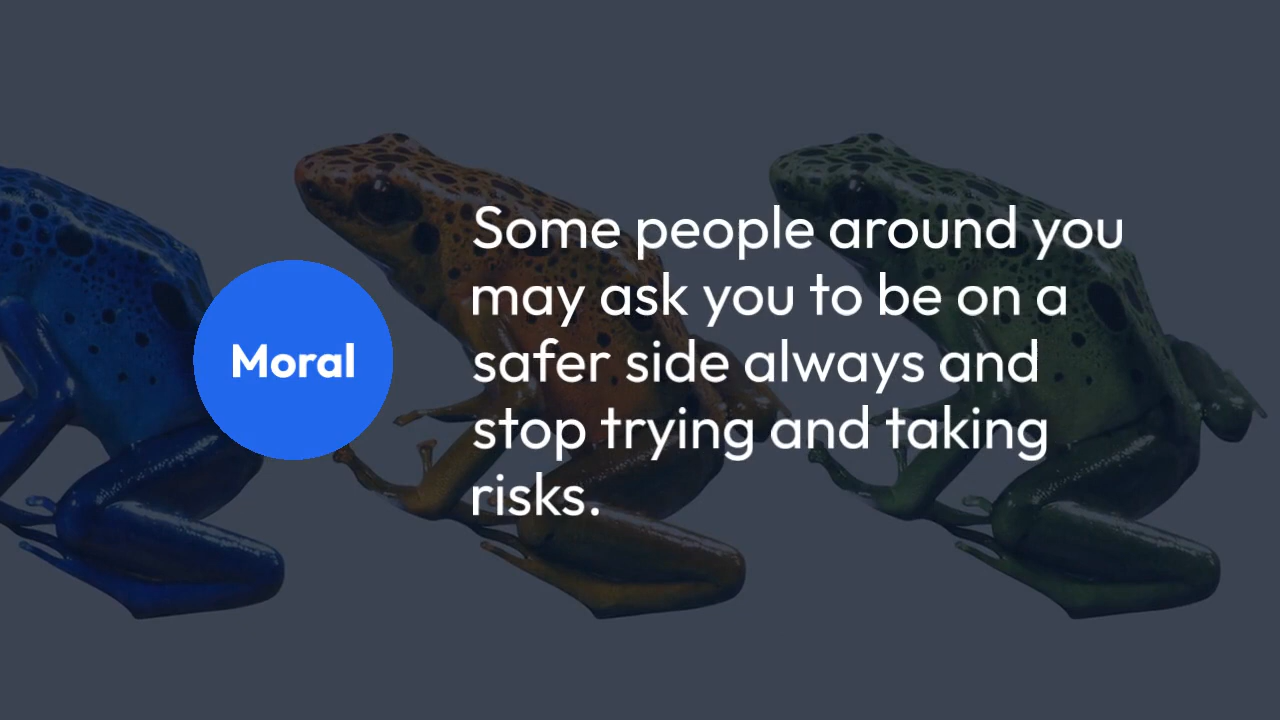 Moral
Some people around you
may ask you to be on a
safer side always and
stop trying and taking
risks.